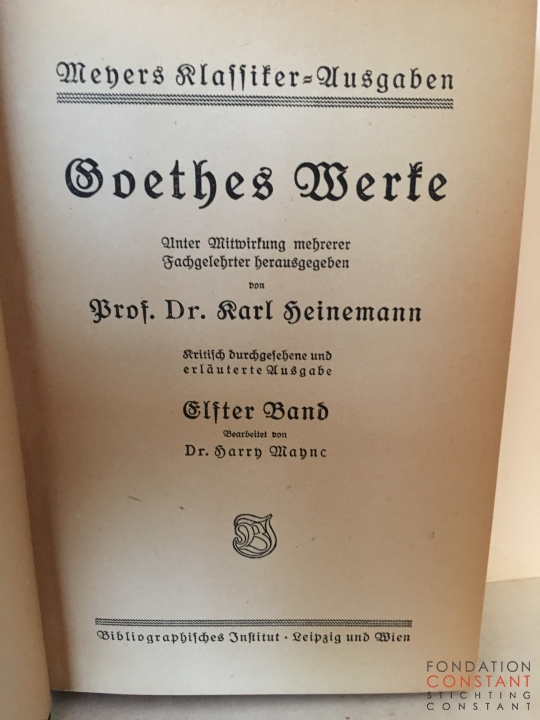 Meyers Klassiker-Ausgaben
Goethes Werke
Unter Mitwirkung mehrerer
Fachgelehrter herausgegeben
von
Prof. Dr. Karl Heinemann
Kritisch durchgesehene und
erläuterte Ausgabe
Elfter Band
Bearbeitet von
Dr. Harry Maync
BI
Bibliographisches Institut · Leipzig und Wien
FONDATION
CONSTANT
STICHTING
CONSTANT